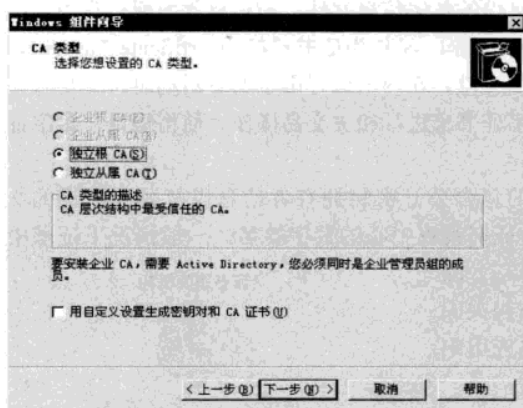 Windows 组件向导
CA 类型
选择您想设置的 CA 类型。
企业根 CA(E)
企业从属 CA(R)
独立根 CA(S)
独立从属 CA(T)
CA 类型的描述
CA 层次结构中最受信任的 CA。
要安装企业 CA，需要 Active Directory，您必须同时是企业管理员组的成
员。
用自定义设置生成密钥对和 CA 证书(U)
< 上一步(B) 下一步(N) > 取消 帮助